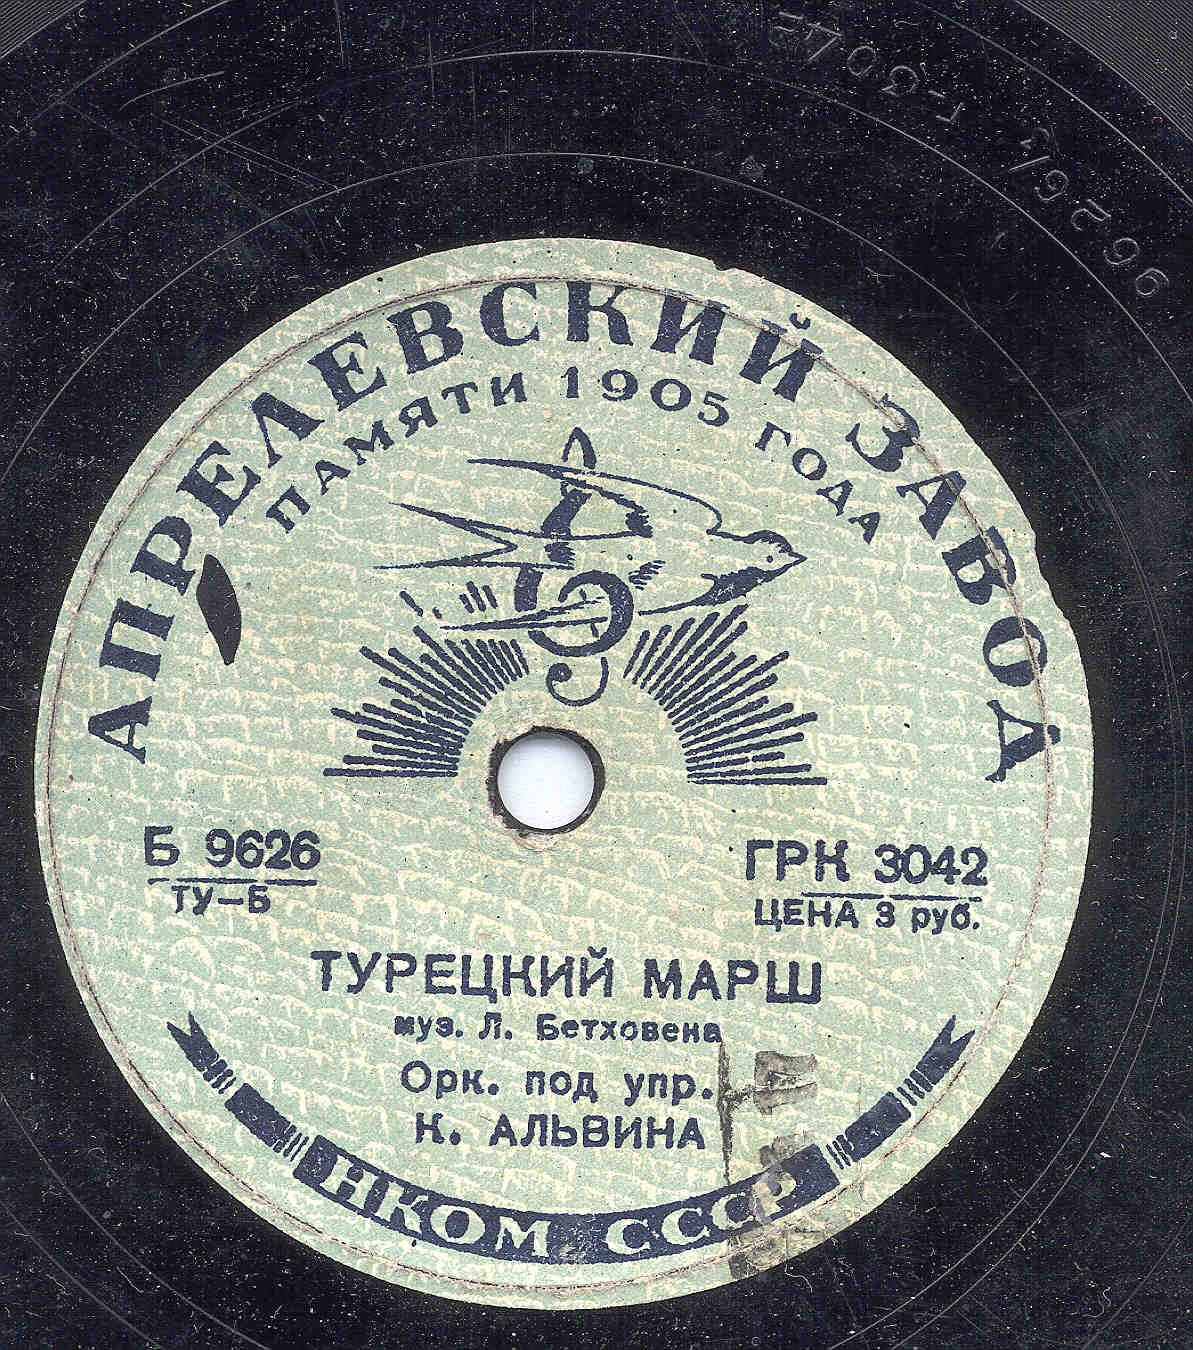 АПРЕЛЕВСКИЙ ЗАВОД
ПАМЯТИ 1905 ГОДА
Б 9626
ТУ—Б
ГРК 3042
ЦЕНА 3 руб.
ТУРЕЦКИЙ МАРШ
муз. Л. Бетховена
Орк. под упр.
К. АЛЬВИНА
НКОМ СССР